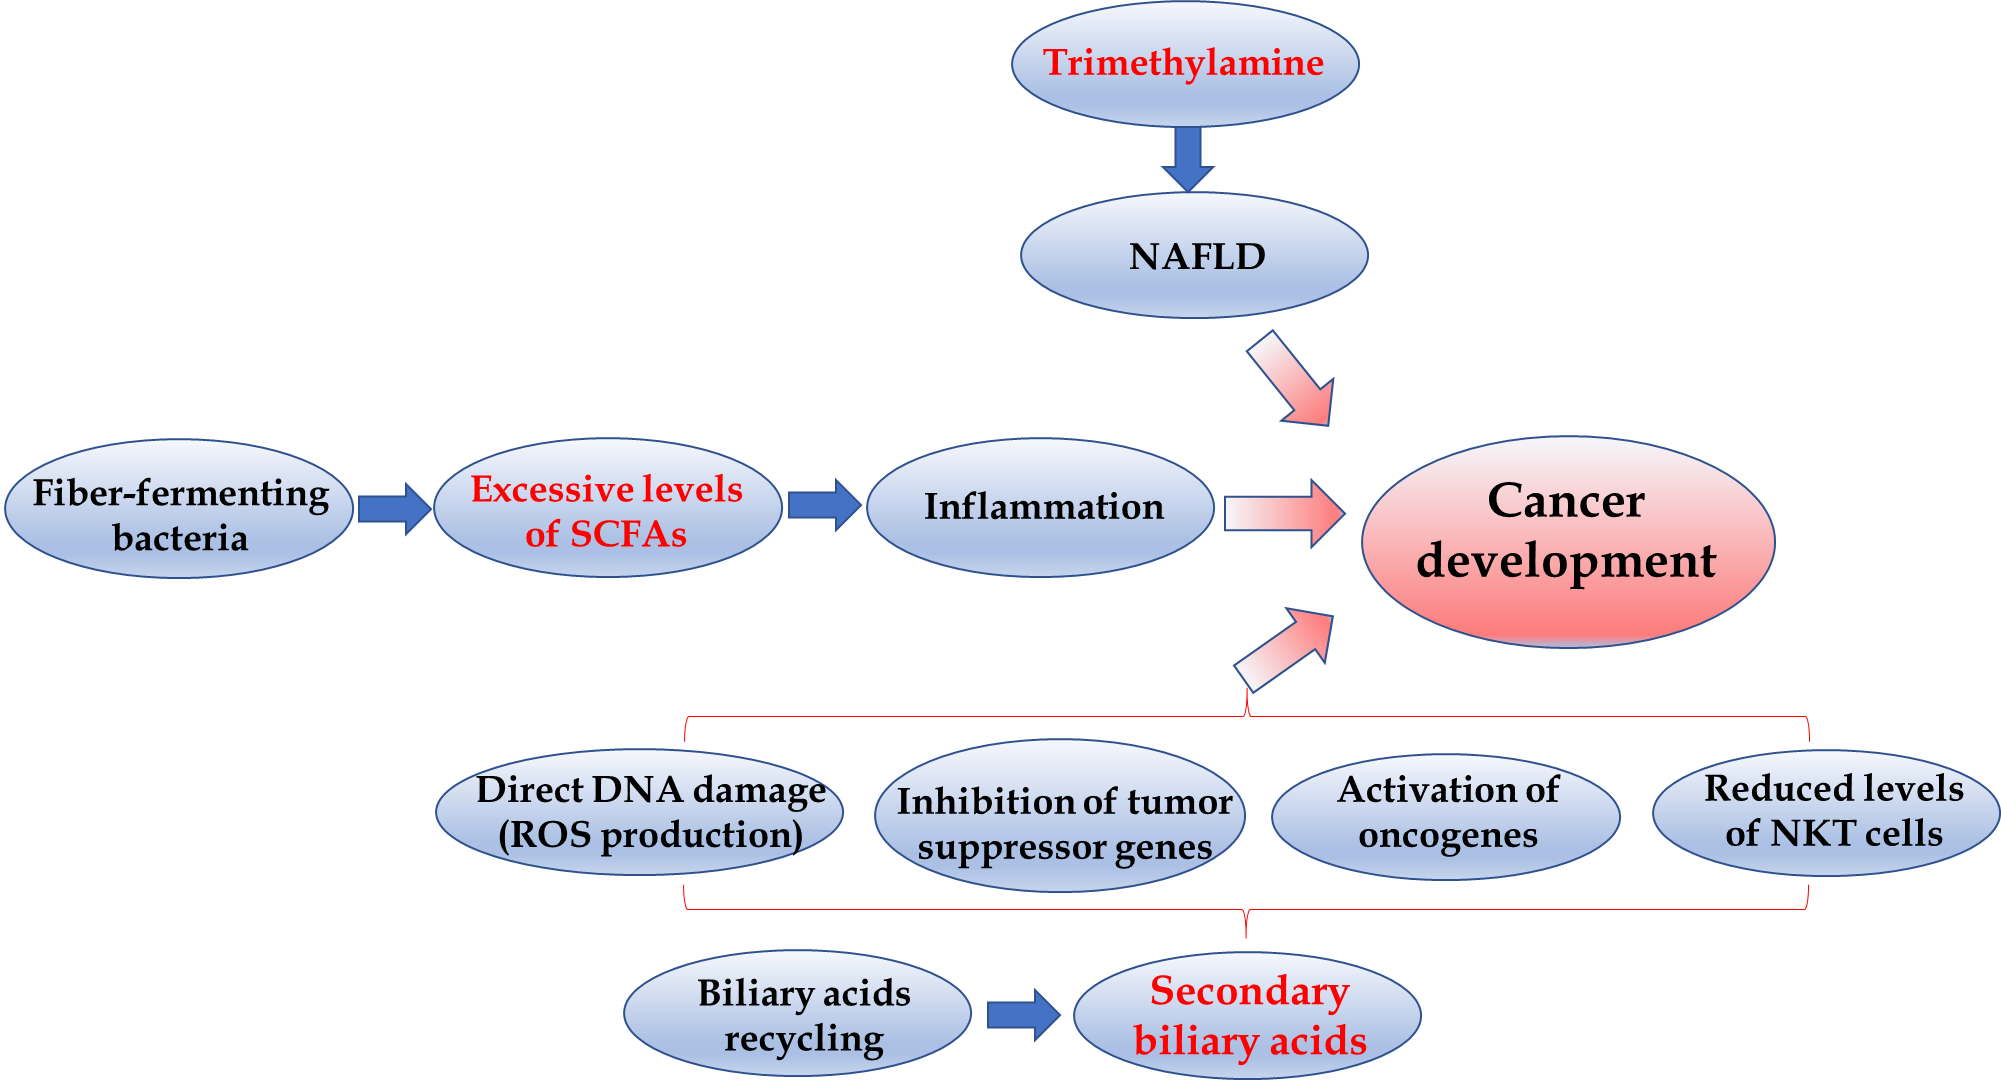 Trimethylamine
NAFLD
Fiber-fermenting
bacteria
Excessive levels
of SCFAs
Inflammation
Cancer
development
Direct DNA damage
(ROS production)
Inhibition of tumor
suppressor genes
Activation of
oncogenes
Reduced levels
of NKT cells
Biliary acids
recycling
Secondary
biliary acids